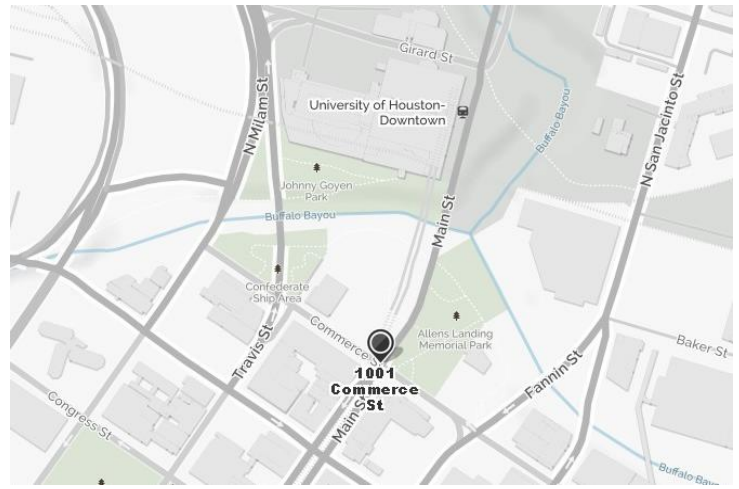 Girard St
N San Jacinto St
University of Houston-
Downtown
N Milam St
Buffalo Bayou
Johnny Goyen
Park
Buffalo Bayou
Main St
Confederate
Ship Area
Commerce St
Allens Landing
Memorial Park
Travis St
Baker St
1001
Commerce
St
Fannin St
Main St
Congress St
Buffalo Bayou